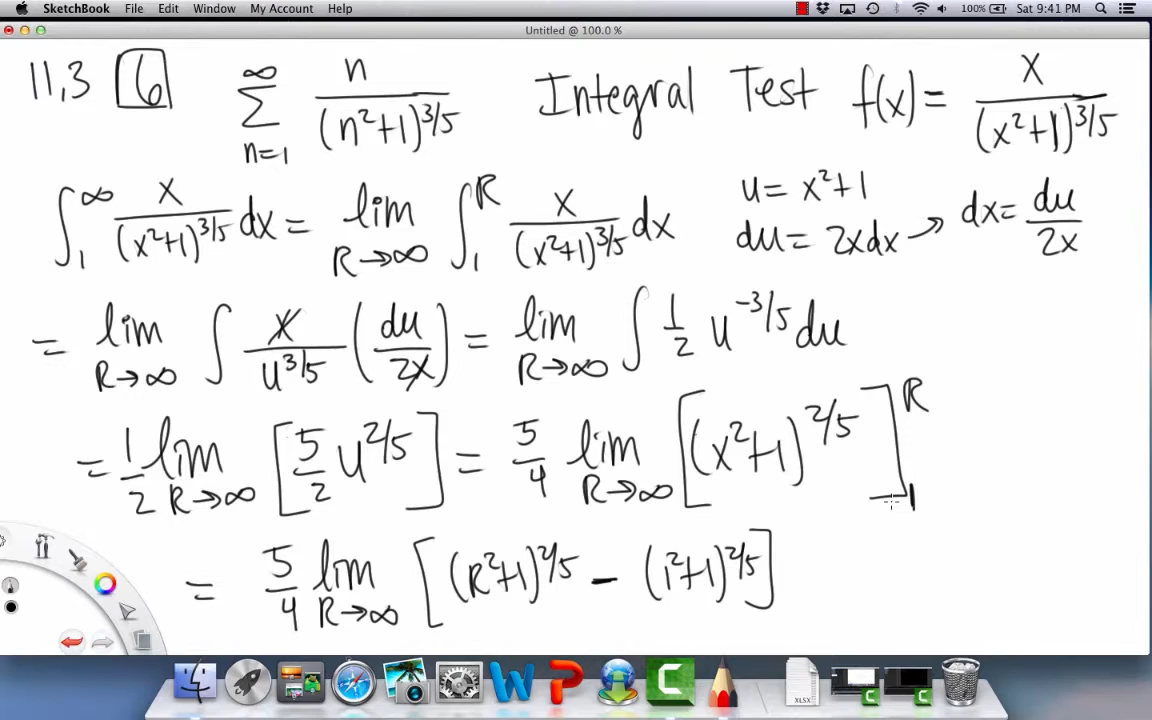 SketchBook File Edit Window My Account Help 100% Sat 9:41 PM
Untitled @ 100.0 %
11.3 6 ∑_{n=1}^{∞} n/(n²+1)^{3/5} Integral Test f(x) = x/(x²+1)^{3/5}
∫_1^∞ x/(x²+1)^{3/5} dx = lim_{R→∞} ∫_1^R x/(x²+1)^{3/5} dx u = x²+1
du = 2x dx → dx = du/2x
= lim_{R→∞} ∫ x/u^{3/5} (du/2x) = lim_{R→∞} ∫ 1/2 u^{-3/5} du
= 1/2 lim_{R→∞} [5/2 u^{2/5}] = 5/4 lim_{R→∞} [(x²+1)^{2/5}]_1^R
= 5/4 lim_{R→∞} [(R²+1)^{2/5} - (1²+1)^{2/5}]
XLSX